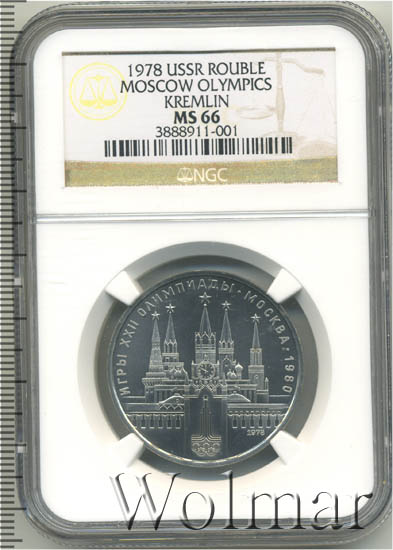 1978 USSR ROUBLE
MOSCOW OLYMPICS
KREMLIN
MS 66
3888911-001
NGC
ИГРЫ XXII ОЛИМПИАДЫ · МОСКВА · 1980
1978
Wolmar